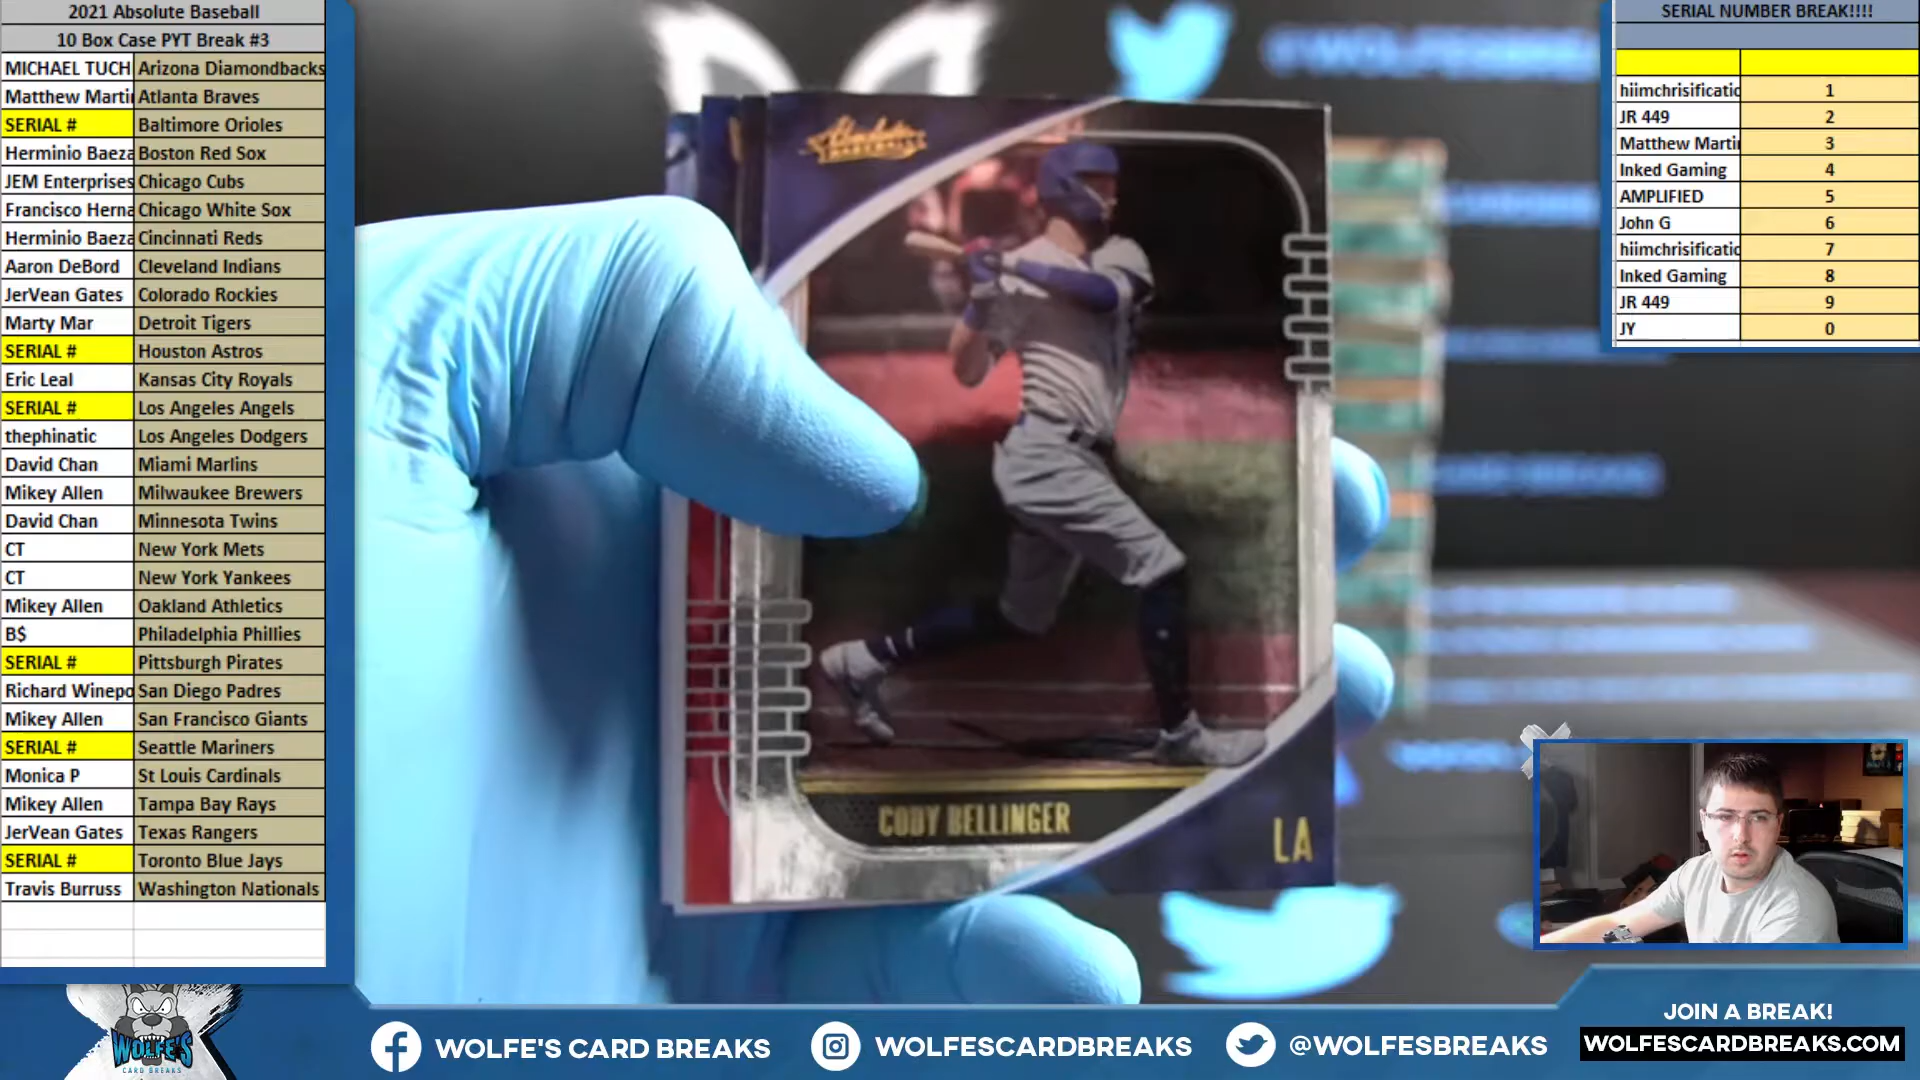 2021 Absolute Baseball
10 Box Case PYT Break #3
MICHAEL TUCH Arizona Diamondbacks
Matthew Marti Atlanta Braves
SERIAL # Baltimore Orioles
Herminio Baeza Boston Red Sox
JEM Enterprises Chicago Cubs
Francisco Herna Chicago White Sox
Herminio Baeza Cincinnati Reds
Aaron DeBord Cleveland Indians
JerVean Gates Colorado Rockies
Marty Mar Detroit Tigers
SERIAL # Houston Astros
Eric Leal Kansas City Royals
SERIAL # Los Angeles Angels
thephinatic Los Angeles Dodgers
David Chan Miami Marlins
Mikey Allen Milwaukee Brewers
David Chan Minnesota Twins
CT New York Mets
CT New York Yankees
Mikey Allen Oakland Athletics
B$ Philadelphia Phillies
SERIAL # Pittsburgh Pirates
Richard Winepo San Diego Padres
Mikey Allen San Francisco Giants
SERIAL # Seattle Mariners
Monica P St Louis Cardinals
Mikey Allen Tampa Bay Rays
JerVean Gates Texas Rangers
SERIAL # Toronto Blue Jays
Travis Burruss Washington Nationals
Absolute
BASEBALL
CODY BELLINGER
LA
SERIAL NUMBER BREAK!!!!
hiimchrisificatio 1
JR 449 2
Matthew Marti 3
Inked Gaming 4
AMPLIFIED 5
John G 6
hiimchrisificatio 7
Inked Gaming 8
JR 449 9
JY 0
WOLFE'S
CARD BREAKS
WOLFE'S CARD BREAKS
WOLFESCARDBREAKS
@WOLFESBREAKS
JOIN A BREAK!
WOLFESCARDBREAKS.COM